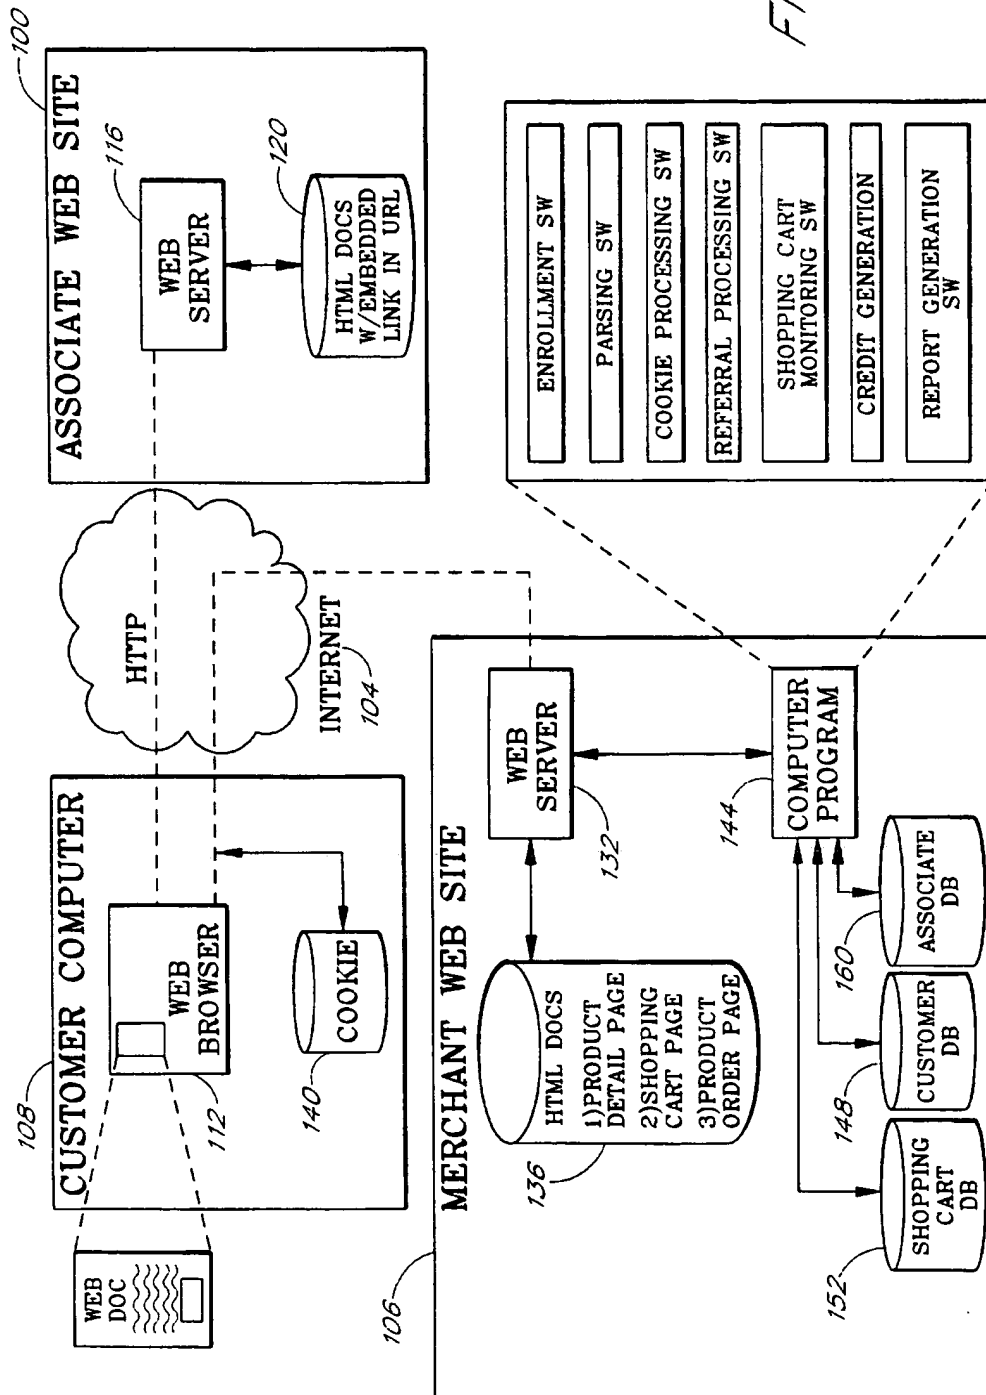 108
CUSTOMER COMPUTER
WEB
DOC
WEB
BROWSER
112
COOKIE
140
HTTP
INTERNET
104
100
ASSOCIATE WEB SITE
116
WEB
SERVER
120
HTML DOCS
W/EMBEDDED
LINK IN URL
106
MERCHANT WEB SITE
WEB
SERVER
132
HTML DOCS
1)PRODUCT
DETAIL PAGE
2)SHOPPING
CART PAGE
3)PRODUCT
ORDER PAGE
136
144
COMPUTER
PROGRAM
SHOPPING
CART
DB
152
CUSTOMER
DB
148
ASSOCIATE
DB
160
ENROLLMENT SW
PARSING SW
COOKIE PROCESSING SW
REFERRAL PROCESSING SW
SHOPPING CART
MONITORING SW
CREDIT GENERATION
REPORT GENERATION
SW